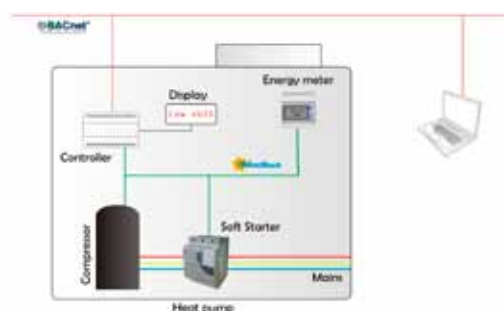 BACnet
Energy meter
Display
Controller
Modbus
Soft Starter
Compressor
Mains
Heat pump